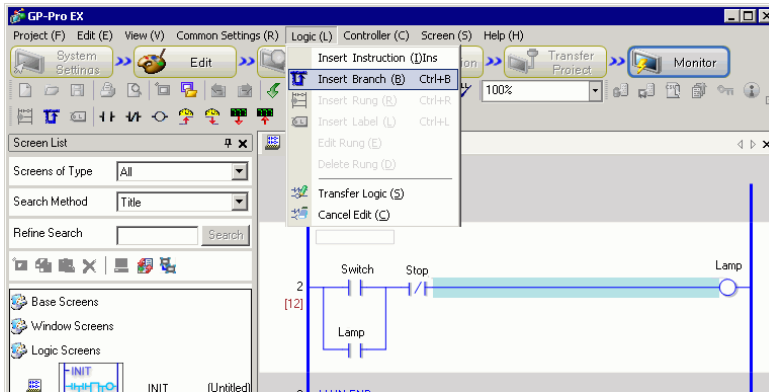 GP-Pro EX
Project (F) Edit (E) View (V) Common Settings (R) Logic (L) Controller (C) Screen (S) Help (H)
System Settings
Edit
Transfer Project
Monitor
Insert Instruction (I)Ins
Insert Branch (B) Ctrl+B
Insert Rung (R) Ctrl+R
Insert Label (L) Ctrl+L
Edit Rung (E)
Delete Rung (D)
Transfer Logic (S)
Cancel Edit (C)
100%
Screen List
Screens of Type All
Search Method Title
Refine Search Search
Base Screens
Window Screens
Logic Screens
INIT
INIT (Untitled)
Switch Stop Lamp
2
[12]
Lamp